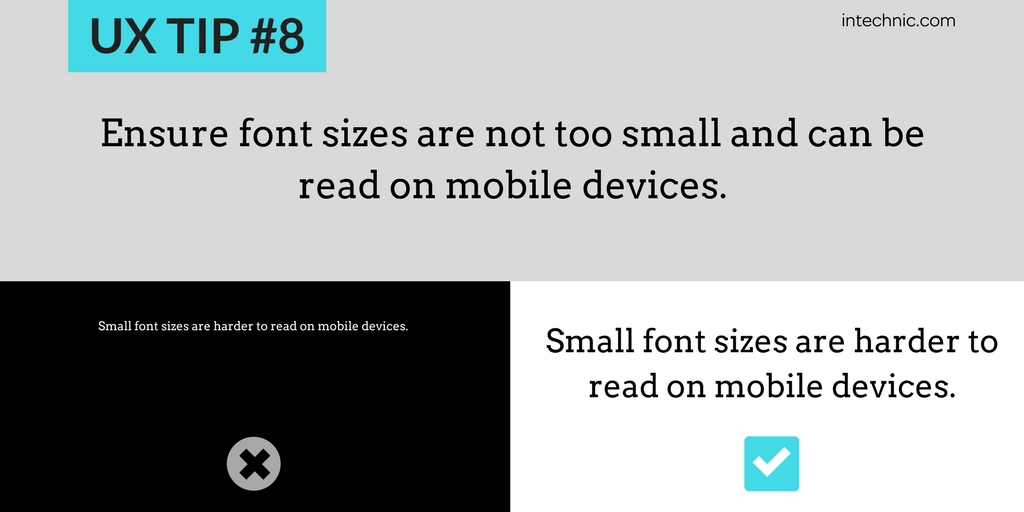 UX TIP #8
intechnic.com
Ensure font sizes are not too small and can be
read on mobile devices.
Small font sizes are harder to read on mobile devices.
Small font sizes are harder to
read on mobile devices.